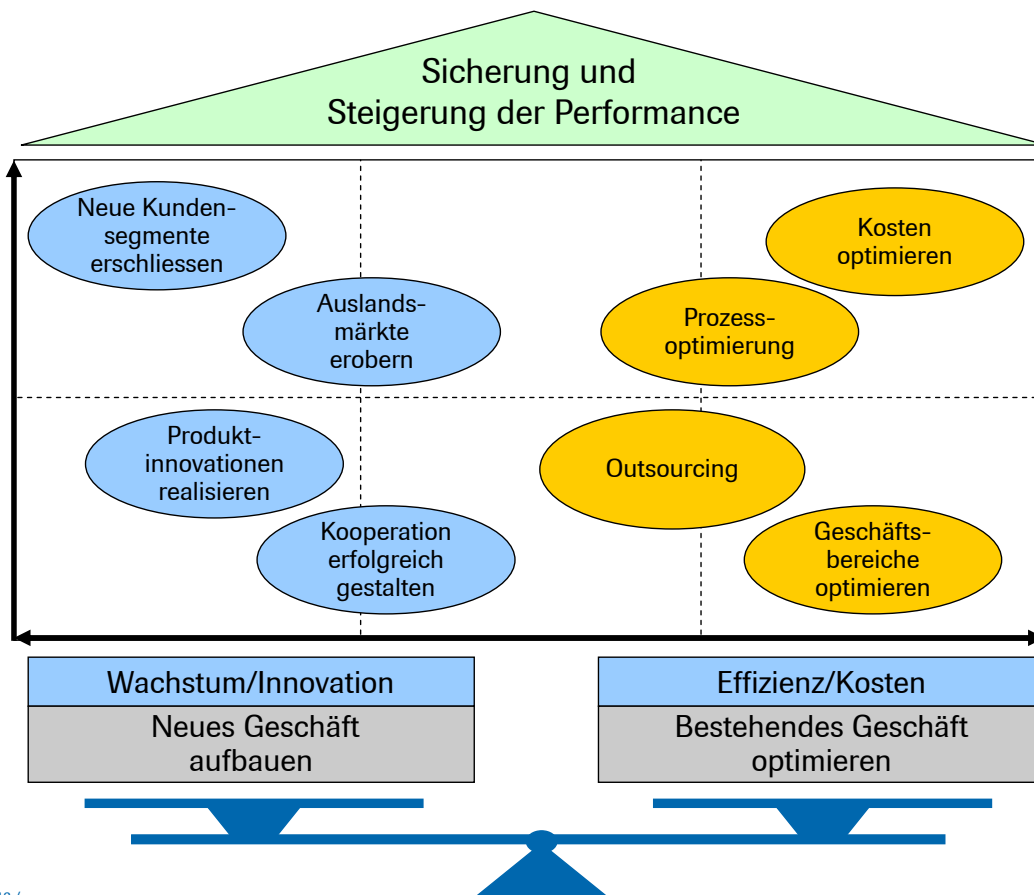 Sicherung und
Steigerung der Performance
Neue Kunden-
segmente
erschliessen
Kosten
optimieren
Auslands-
märkte
erobern
Prozess-
optimierung
Produkt-
innovationen
realisieren
Outsourcing
Kooperation
erfolgreich
gestalten
Geschäfts-
bereiche
optimieren
Wachstum/Innovation
Effizienz/Kosten
Neues Geschäft
aufbauen
Bestehendes Geschäft
optimieren